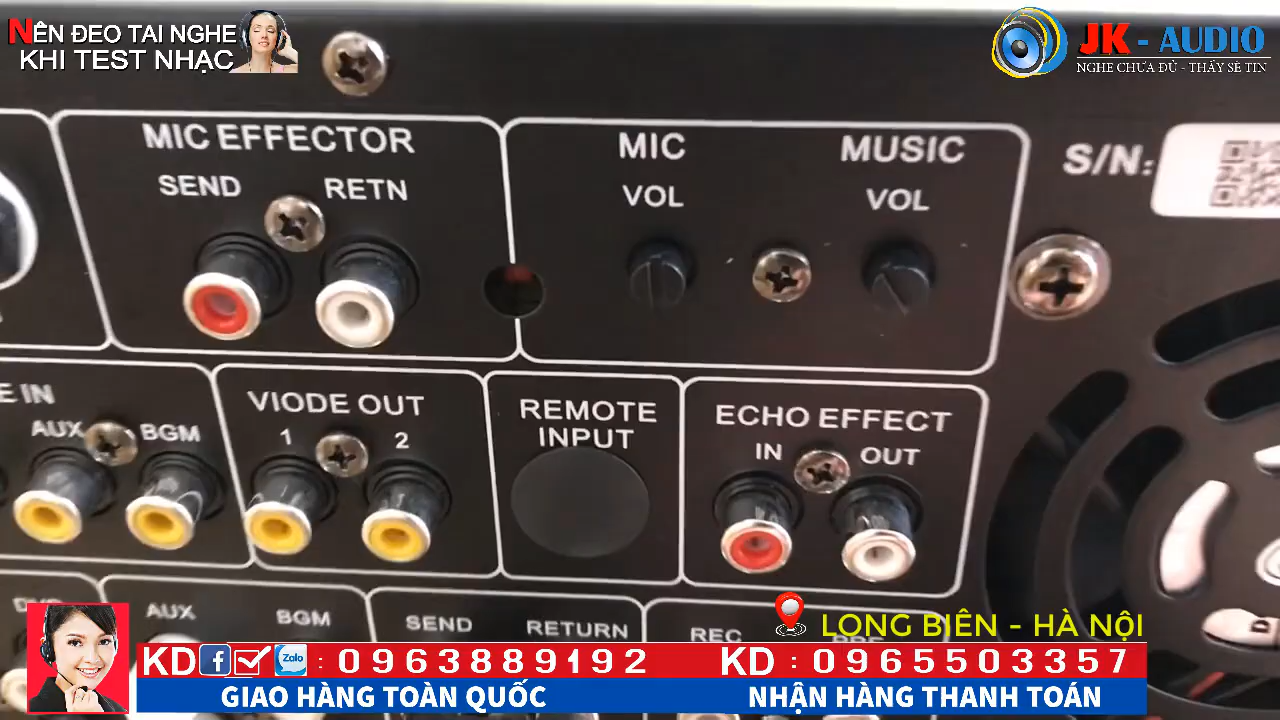 NÊN ĐEO TAI NGHE
KHI TEST NHẠC
JK - AUDIO
NGHE CHƯA ĐỦ - THẤY SẼ TIN
MIC EFFECTOR
SEND RETN
MIC
VOL
MUSIC
VOL
S/N:
E IN
AUX BGM
VIODE OUT
1 2
REMOTE
INPUT
ECHO EFFECT
IN OUT
AUX BGM
SEND RETURN
REC
LONG BIÊN - HÀ NỘI
KD f Zalo : 0963889192
KD : 0965503357
GIAO HÀNG TOÀN QUỐC
NHẬN HÀNG THANH TOÁN